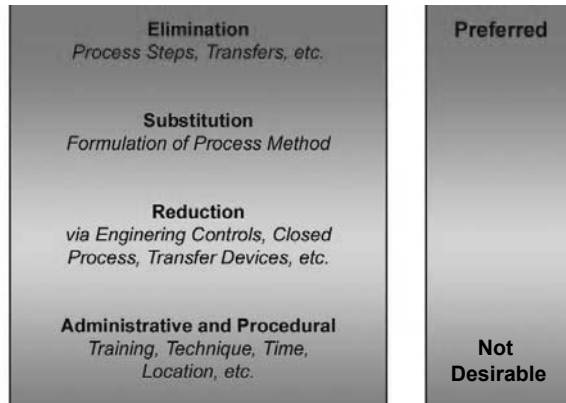 Elimination
Process Steps, Transfers, etc.
Preferred
Substitution
Formulation of Process Method
Reduction
via Enginering Controls, Closed
Process, Transfer Devices, etc.
Administrative and Procedural
Training, Technique, Time,
Location, etc.
Not
Desirable